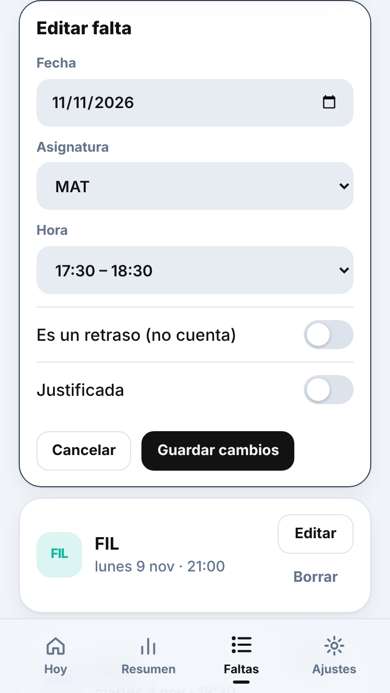 Editar falta
Fecha
11/11/2026
Asignatura
MAT
Hora
17:30 – 18:30
Es un retraso (no cuenta)
Justificada
Cancelar
Guardar cambios
FIL
FIL
lunes 9 nov · 21:00
Editar
Borrar
Hoy
Resumen
Faltas
Ajustes